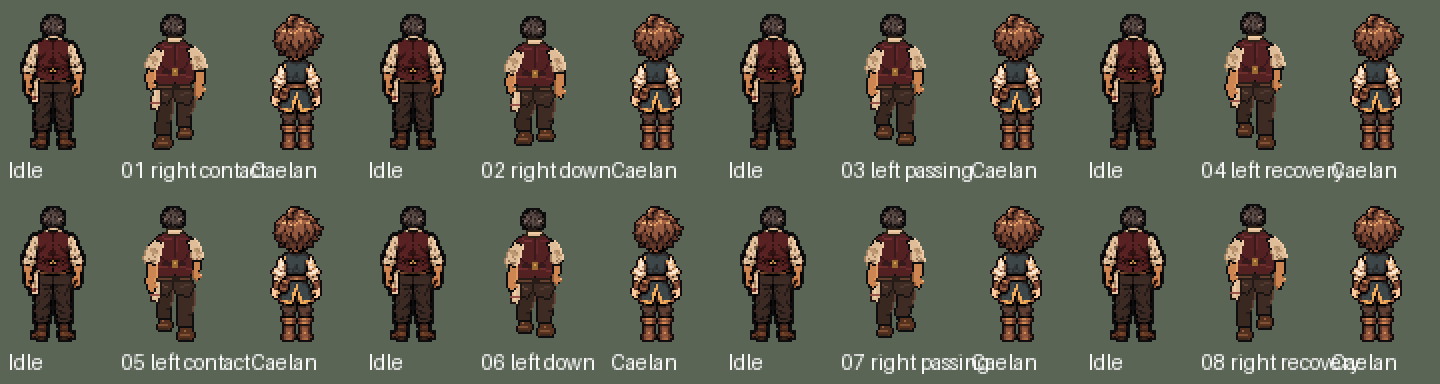 Idle 01 right contact Caelan Idle 02 right down Caelan Idle 03 left passing Caelan Idle 04 left recovery Caelan
Idle 05 left contact Caelan Idle 06 left down Caelan Idle 07 right passing Caelan Idle 08 right recovery Caelan